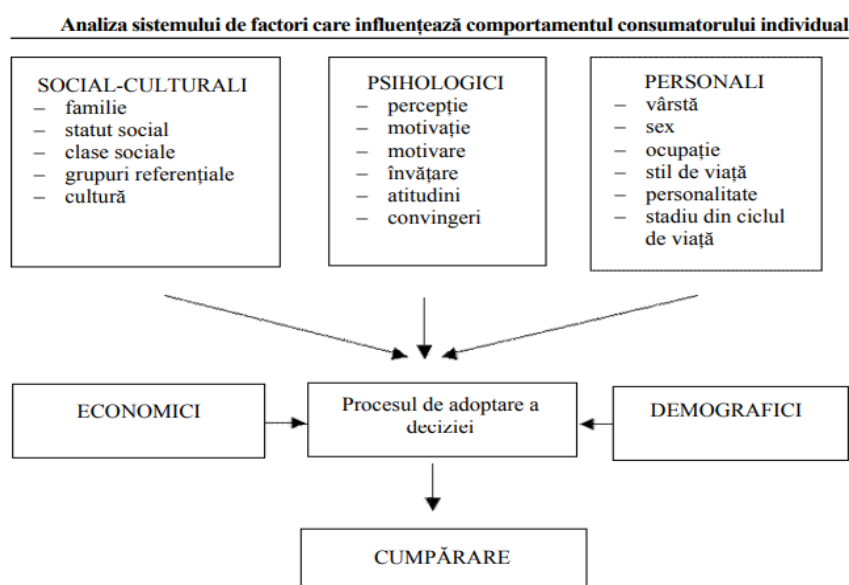 Analiza sistemului de factori care influențează comportamentul consumatorului individual
SOCIAL-CULTURALI
– familie
– statut social
– clase sociale
– grupuri referențiale
– cultură
PSIHOLOGICI
– percepție
– motivație
– motivare
– învățare
– atitudini
– convingeri
PERSONALI
– vârstă
– sex
– ocupație
– stil de viață
– personalitate
– stadiu din ciclul
de viață
ECONOMICI
Procesul de adoptare a
deciziei
DEMOGRAFICI
CUMPĂRARE